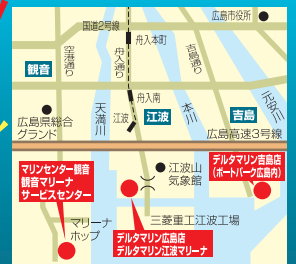 広島市役所
国道2号線
舟入本町
空港通り
舟入通り
吉島通り
観音
舟入南
元安川
広島県総合
グランド
天満川
江波
江波
本川
吉島
広島高速3号線
マリンセンター観音
観音マリーナ
サービスセンター
江波山
気象館
デルタマリン吉島店
(ボートパーク広島内)
マリーナ
ホップ
三菱重工江波工場
デルタマリン広島店
デルタマリン江波マリーナ